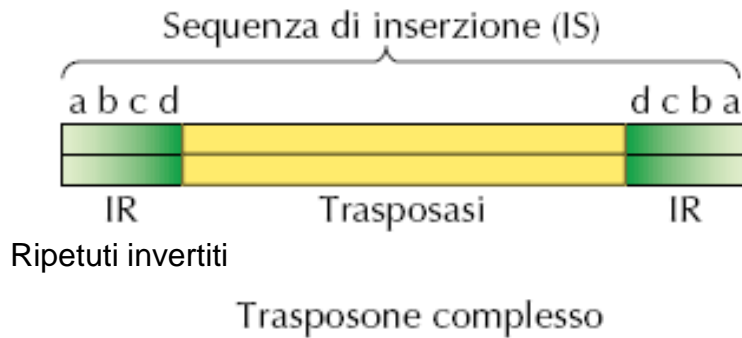 Sequenza di inserzione (IS)
a b c d d c b a
IR Trasposasi IR
Ripetuti invertiti
Trasposone complesso